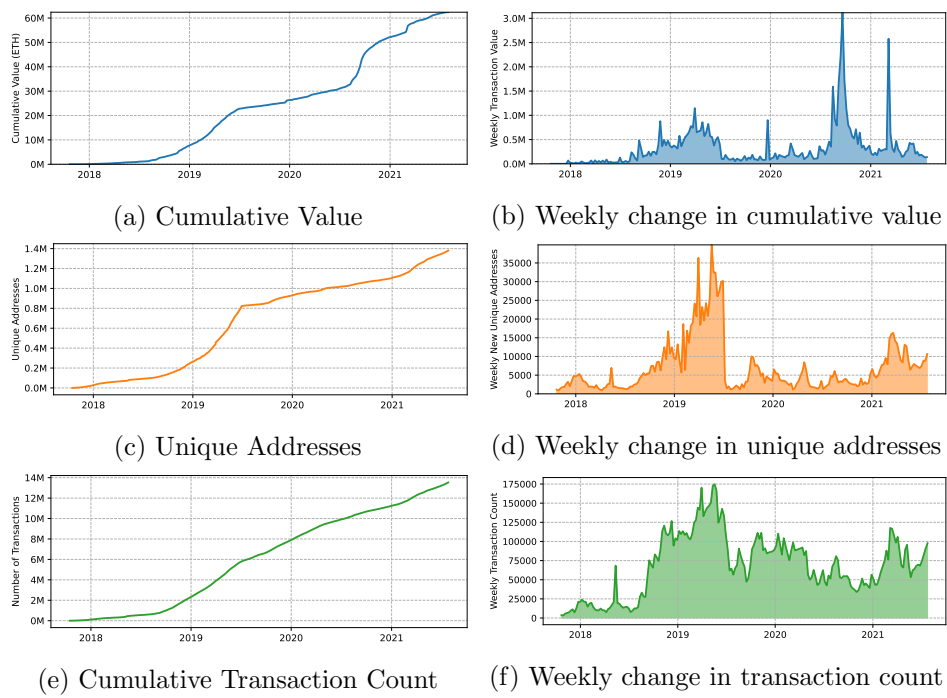 Cumulative Value (ETH)
60M
50M
40M
30M
20M
10M
0M
2018
2019
2020
2021
(a) Cumulative Value
Weekly Transaction Value
3.0M
2.5M
2.0M
1.5M
1.0M
0.5M
0.0M
2018
2019
2020
2021
(b) Weekly change in cumulative value
Unique Addresses
1.4M
1.2M
1.0M
0.8M
0.6M
0.4M
0.2M
0.0M
2018
2019
2020
2021
(c) Unique Addresses
Weekly New Unique Addresses
35000
30000
25000
20000
15000
10000
5000
0
2018
2019
2020
2021
(d) Weekly change in unique addresses
Number of Transactions
14M
12M
10M
8M
6M
4M
2M
0M
2018
2019
2020
2021
(e) Cumulative Transaction Count
Weekly Transaction Count
175000
150000
125000
100000
75000
50000
25000
0
2018
2019
2020
2021
(f) Weekly change in transaction count